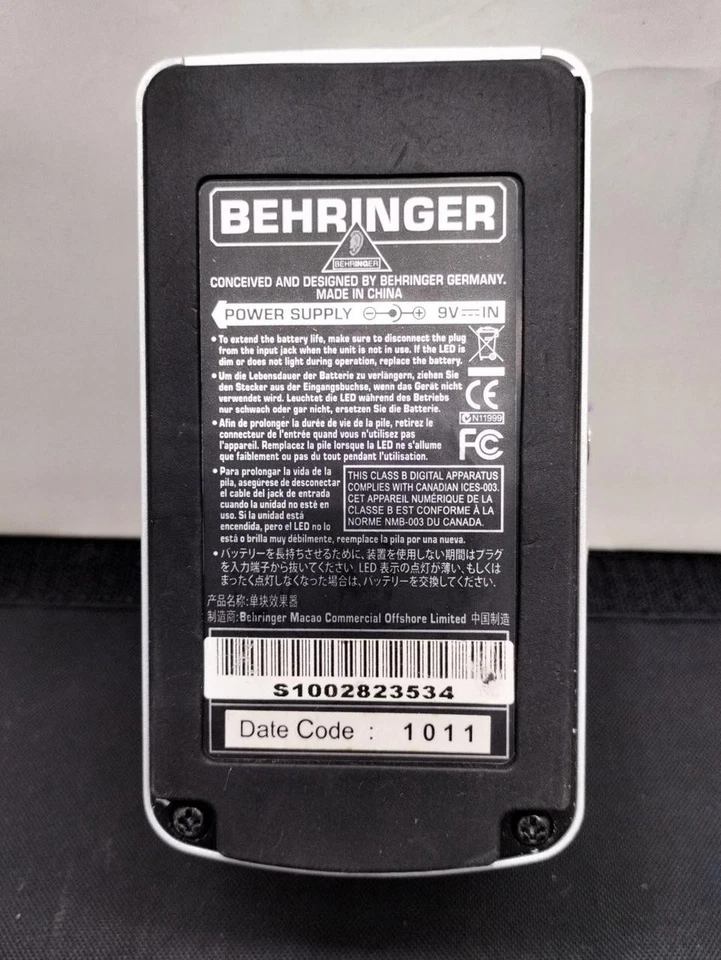 BEHRINGER
BEHRINGER
CONCEIVED AND DESIGNED BY BEHRINGER GERMANY.
MADE IN CHINA
POWER SUPPLY - + 9V IN
• To extend the battery life, make sure to disconnect the plug
from the input jack when the unit is not in use. If the LED is
dim or does not light during operation, replace the battery.
• Um die Lebensdauer der Batterie zu verlängern, ziehen Sie
den Stecker aus der Eingangsbuchse, wenn das Gerät nicht
verwendet wird. Leuchtet die LED während des Betriebs
nur schwach oder gar nicht, ersetzen Sie die Batterie.
CE
N11999
• Afin de prolonger la durée de vie de la pile, retirez le
connecteur de l'entrée quand vous n'utilisez pas
l'appareil. Remplacez la pile lorsque la LED ne s'allume
que faiblement ou pas du tout pendant l'utilisation.
FC
• Para prolongar la vida de la
pila, asegúrese de desconectar
el cable del jack de entrada
cuando la unidad no esté en
uso. Si la unidad está
encendida, pero el LED no lo
está o brilla muy débilmente, reemplace la pila por una nueva.
THIS CLASS B DIGITAL APPARATUS
COMPLIES WITH CANADIAN ICES-003.
CET APPAREIL NUMÉRIQUE DE LA
CLASSE B EST CONFORME À LA
NORME NMB-003 DU CANADA.
• バッテリーを長持ちさせるために、装置を使用しない期間はプラグ
を入力端子から抜いてください. LED 表示の点灯が薄い、もしくは
まったく点灯しなくなった場合は、バッテリーを交換してください.
产品名称:单块效果器
制造商:Behringer Macao Commercial Offshore Limited 中国制造
S1002823534
Date Code : 1011